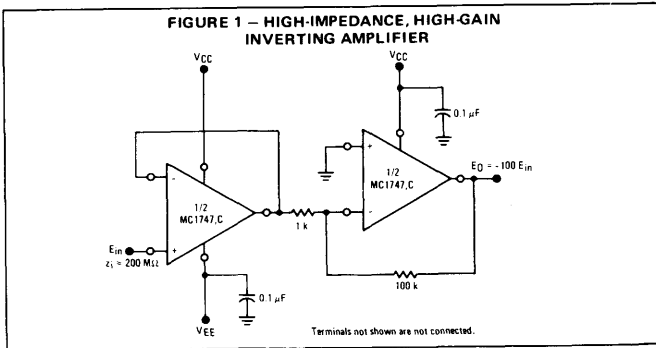 FIGURE 1 – HIGH-IMPEDANCE, HIGH-GAIN
INVERTING AMPLIFIER
VCC
VCC
0.1 µF
+
1/2
MC1747,C
-
EO = -100 Ein
-
1/2
MC1747,C
+
1 k
Ein
zi = 200 MΩ
100 k
0.1 µF
VEE
Terminals not shown are not connected.